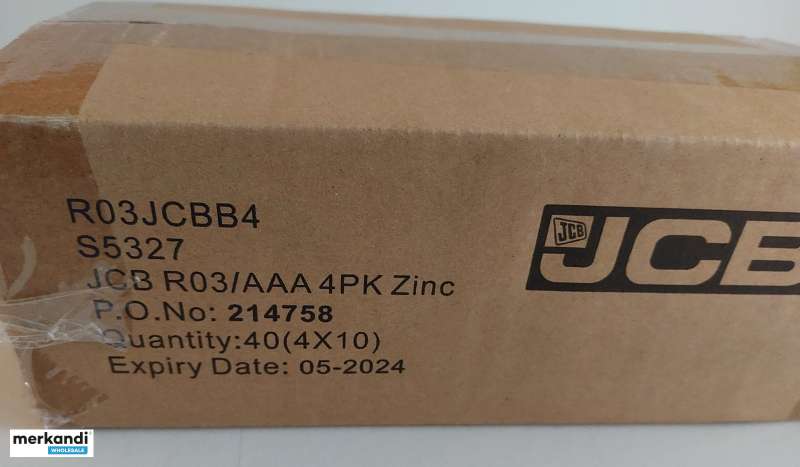 R03JCBB4
S5327
JCB R03/AAA 4PK Zinc
P.O.No: 214758
Quantity:40(4X10)
Expiry Date: 05-2024
JCB
JCB
merkandi
WHOLESALE